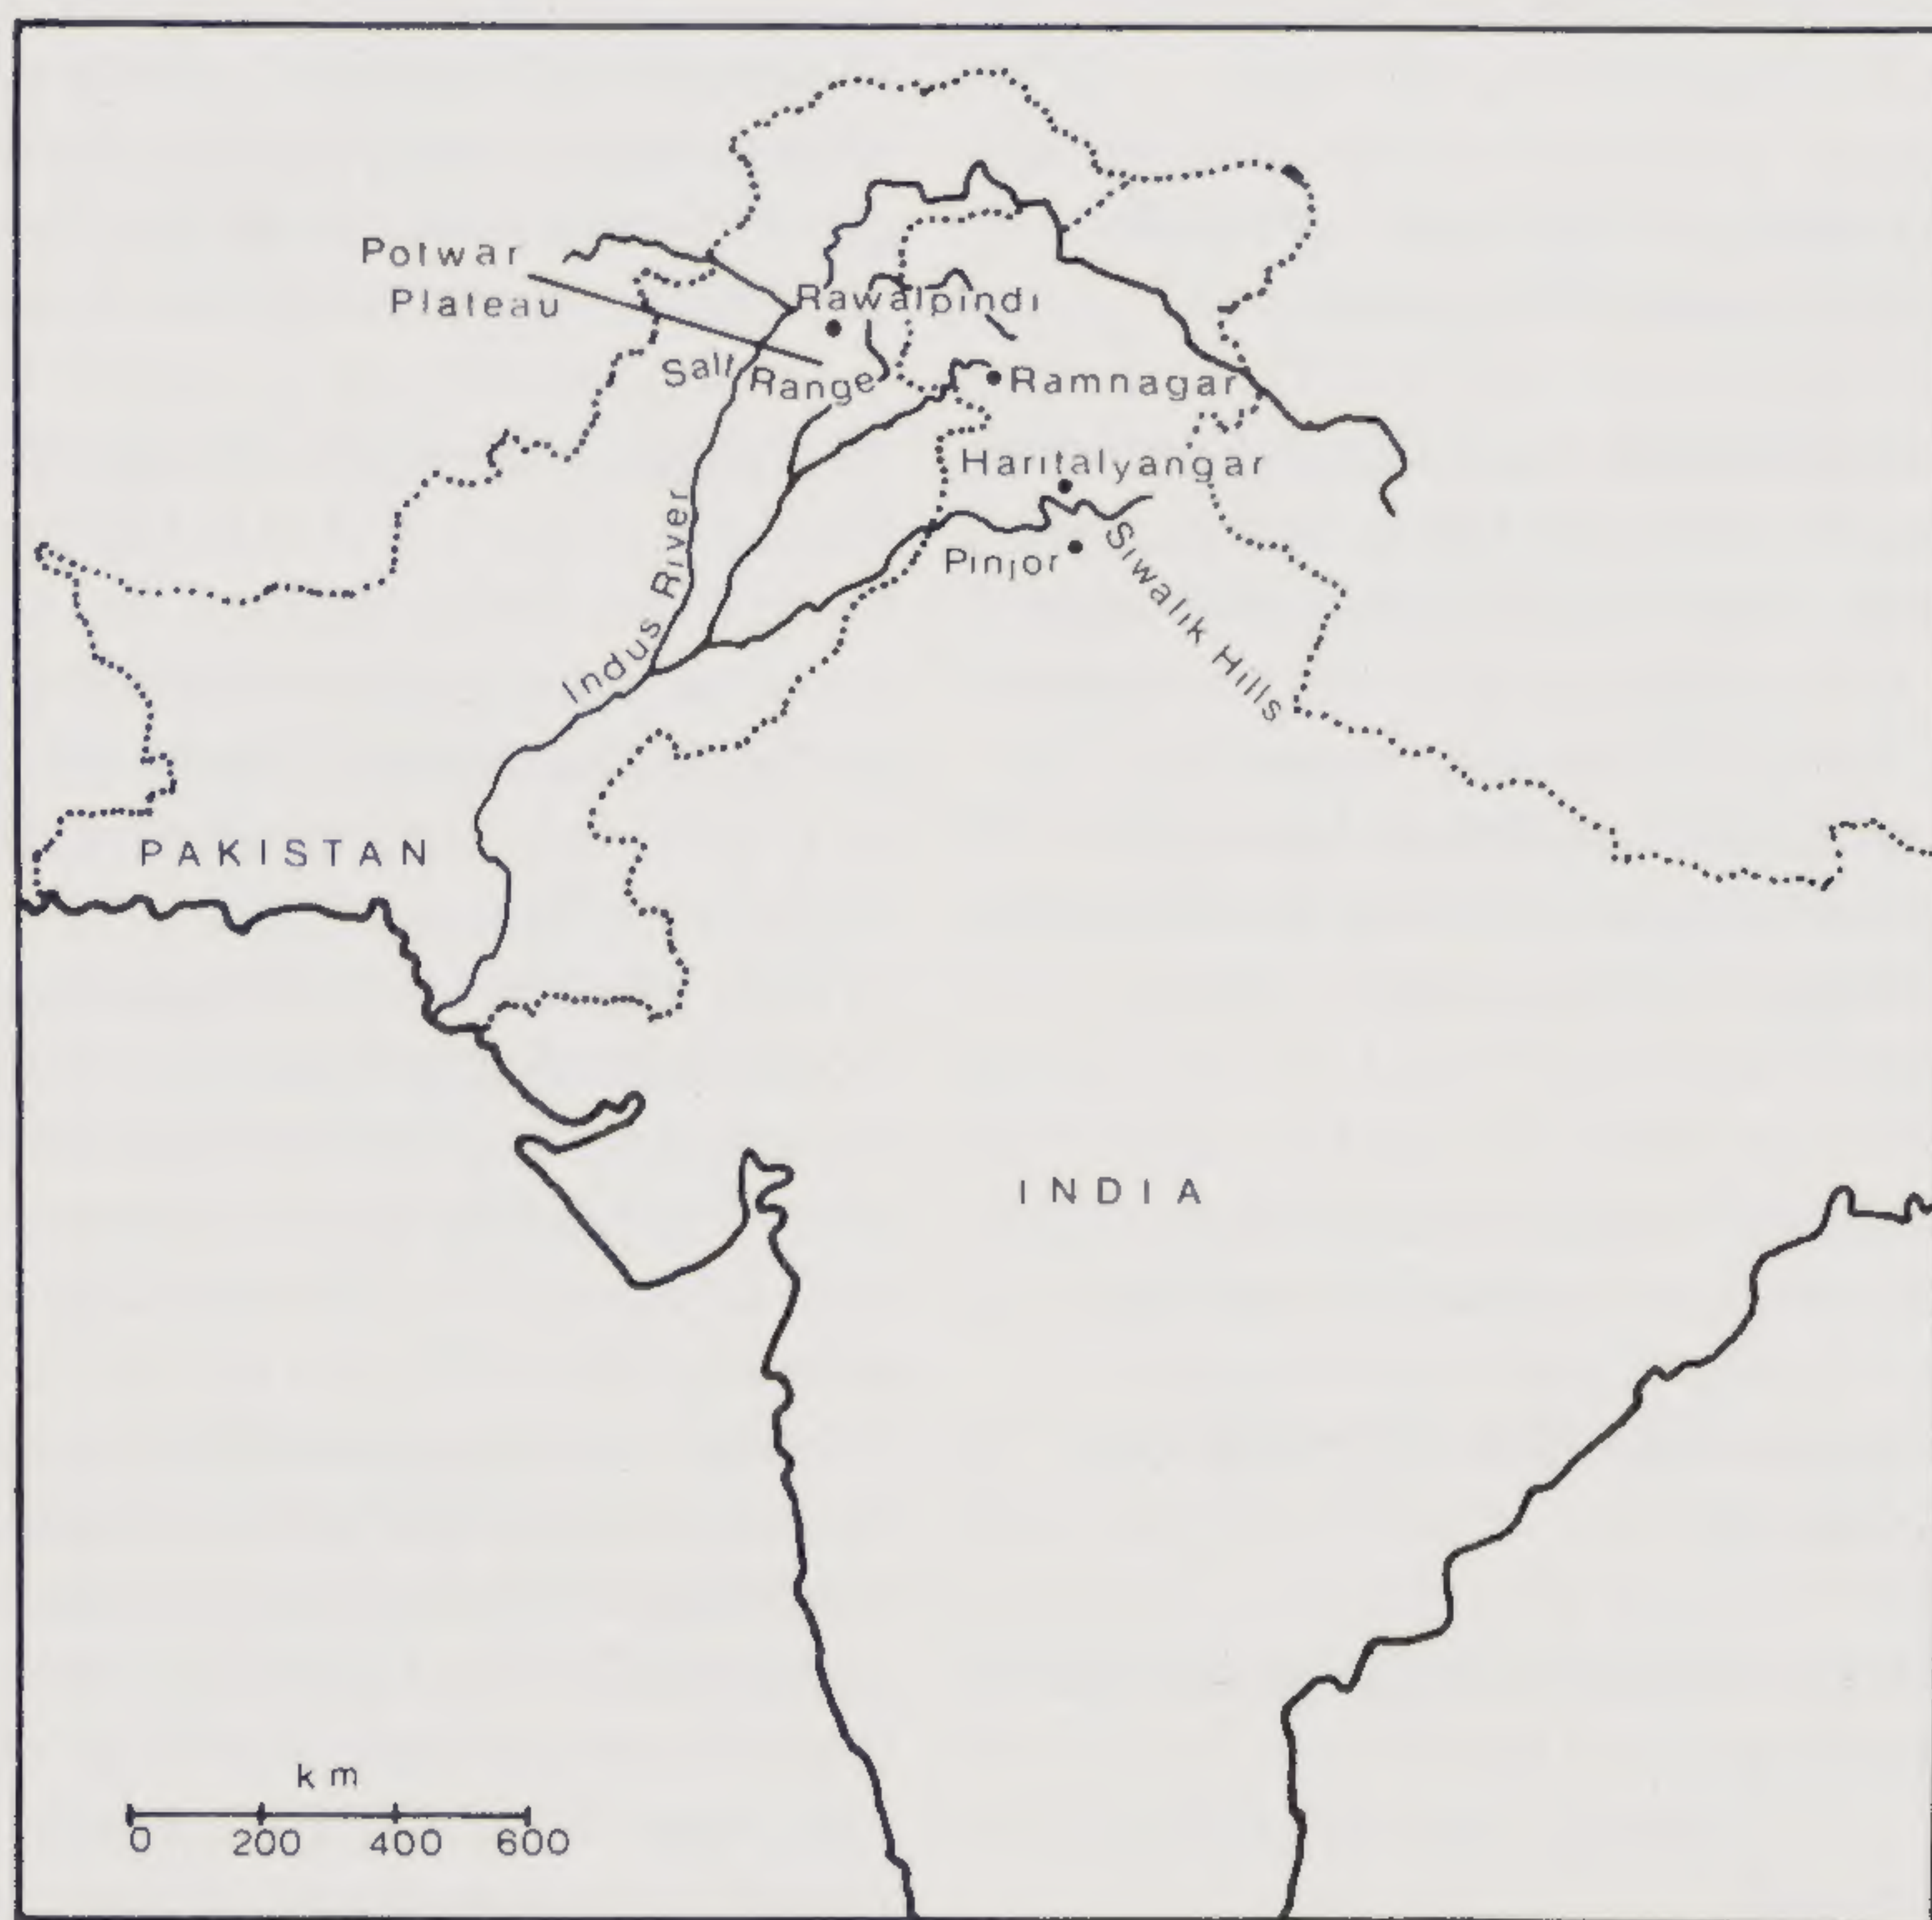 Potwar
Plateau
Rawalpindi
Salt Range
Ramnagar
Haritalyangar
Pinjor
Siwalik Hills
Indus River
PAKISTAN
INDIA
km
0 200 400 600